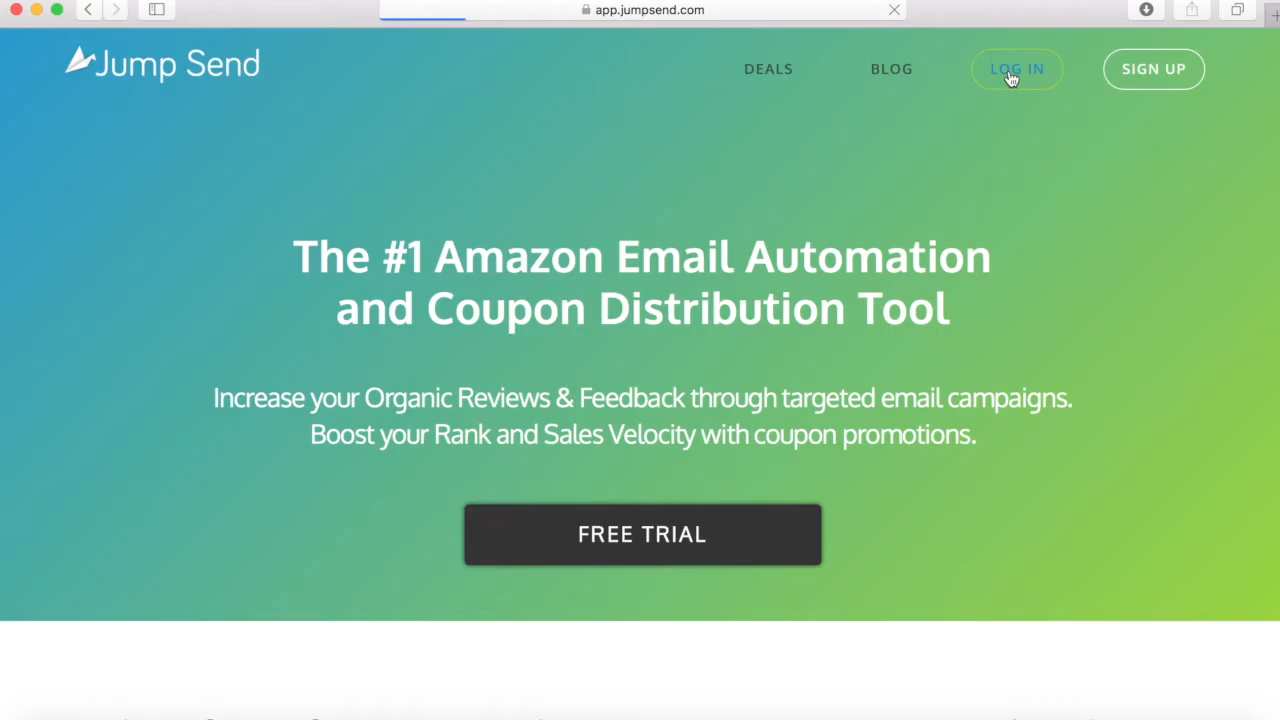 app.jumpsend.com
Jump Send
DEALS
BLOG
LOG IN
SIGN UP
The #1 Amazon Email Automation
and Coupon Distribution Tool
Increase your Organic Reviews & Feedback through targeted email campaigns.
Boost your Rank and Sales Velocity with coupon promotions.
FREE TRIAL